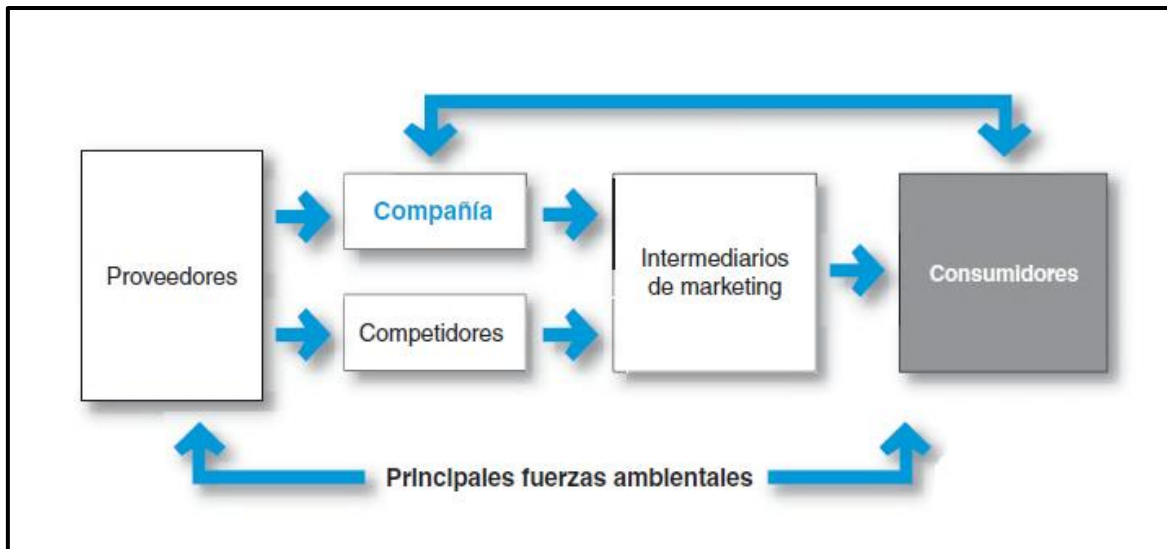 Proveedores
Compañía
Competidores
Intermediarios
de marketing
Consumidores
Principales fuerzas ambientales